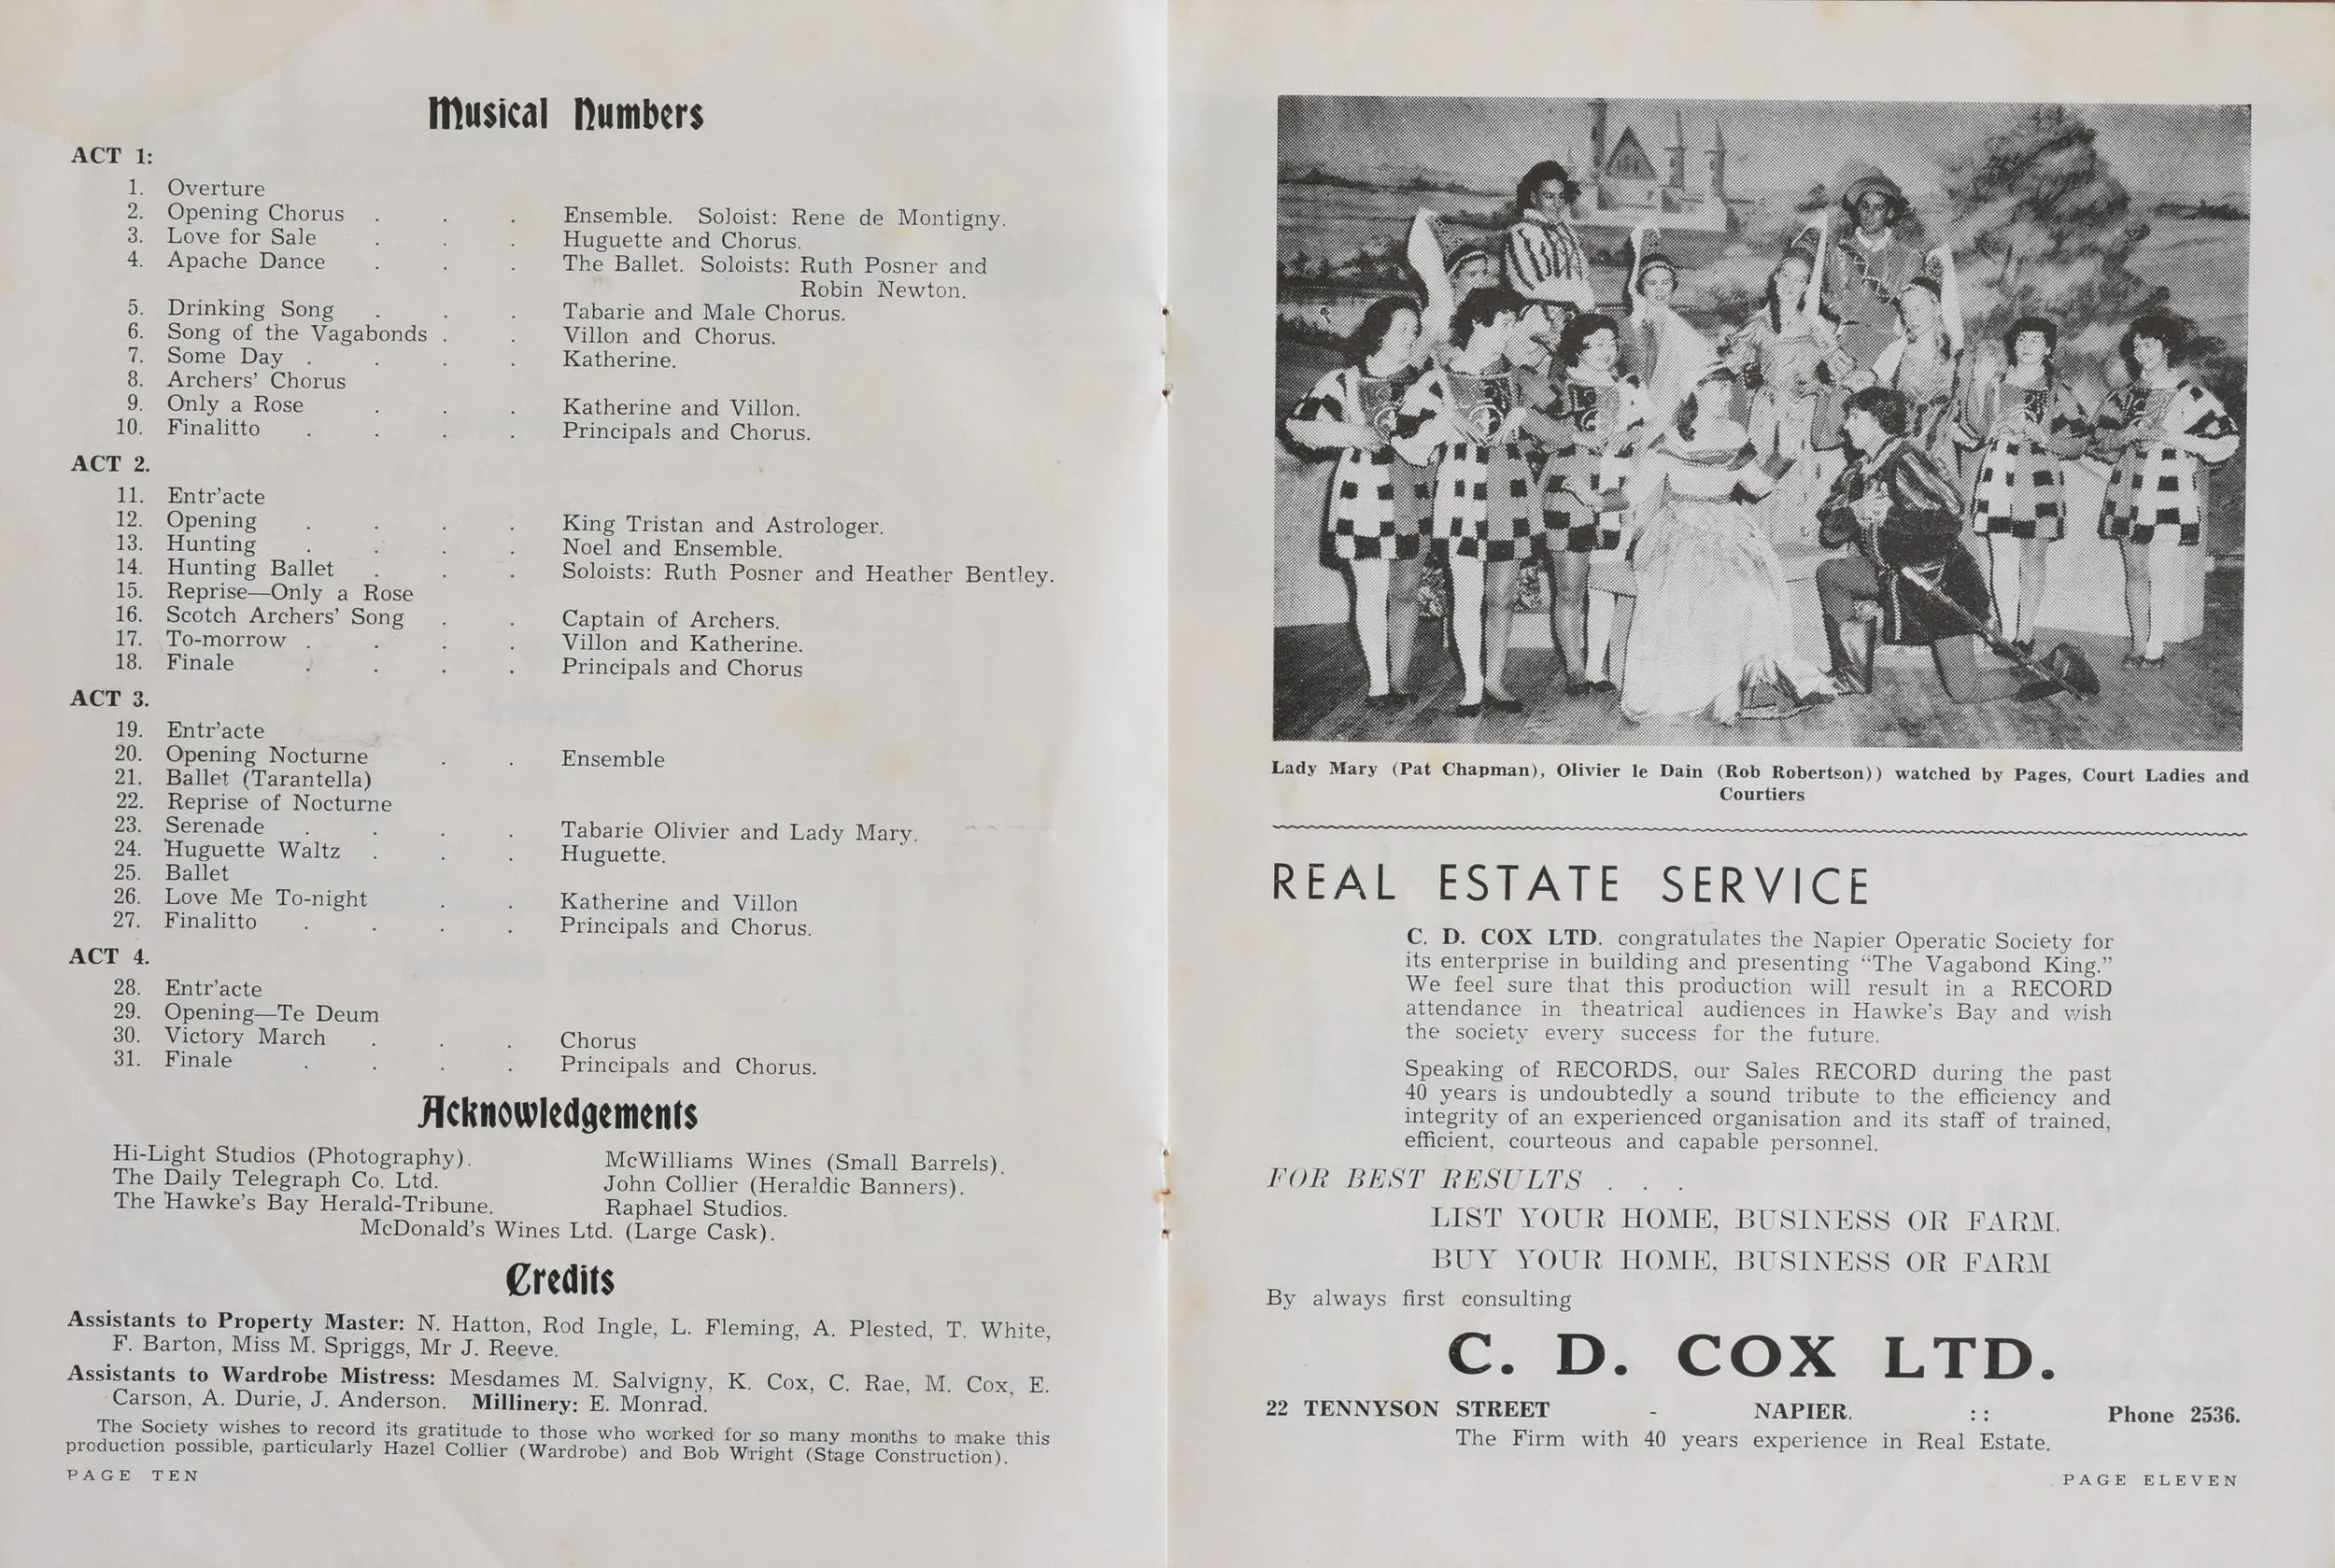 Musical Numbers
ACT 1:
1. Overture
2. Opening Chorus . . . Ensemble. Soloist: Rene de Montigny.
3. Love for Sale . . . Huguette and Chorus.
4. Apache Dance . . . The Ballet. Soloists: Ruth Posner and
Robin Newton.
5. Drinking Song . . . Tabarie and Male Chorus.
6. Song of the Vagabonds . . Villon and Chorus.
7. Some Day . . . . Katherine.
8. Archers' Chorus
9. Only a Rose . . . Katherine and Villon.
10. Finalitto . . . . Principals and Chorus.
ACT 2.
11. Entr'acte
12. Opening . . . . King Tristan and Astrologer.
13. Hunting . . . . Noel and Ensemble.
14. Hunting Ballet . . . Soloists: Ruth Posner and Heather Bentley.
15. Reprise—Only a Rose
16. Scotch Archers' Song . . Captain of Archers.
17. To-morrow . . . . Villon and Katherine.
18. Finale . . . . Principals and Chorus
ACT 3.
19. Entr'acte
20. Opening Nocturne . . Ensemble
21. Ballet (Tarantella)
22. Reprise of Nocturne
23. Serenade . . . . Tabarie Olivier and Lady Mary.
24. Huguette Waltz . . . Huguette.
25. Ballet
26. Love Me To-night . . Katherine and Villon
27. Finalitto . . . . Principals and Chorus.
ACT 4.
28. Entr'acte
29. Opening—Te Deum
30. Victory March . . . Chorus
31. Finale . . . . Principals and Chorus.
Acknowledgements
Hi-Light Studios (Photography). McWilliams Wines (Small Barrels).
The Daily Telegraph Co. Ltd. John Collier (Heraldic Banners).
The Hawke's Bay Herald-Tribune. Raphael Studios.
McDonald's Wines Ltd. (Large Cask).
Credits
Assistants to Property Master: N. Hatton, Rod Ingle, L. Fleming, A. Plested, T. White,
F. Barton, Miss M. Spriggs, Mr J. Reeve.
Assistants to Wardrobe Mistress: Mesdames M. Salvigny, K. Cox, C. Rae, M. Cox, E.
Carson, A. Durie, J. Anderson. Millinery: E. Monrad.
The Society wishes to record its gratitude to those who worked for so many months to make this
production possible, particularly Hazel Collier (Wardrobe) and Bob Wright (Stage Construction).
PAGE TEN
Lady Mary (Pat Chapman), Olivier le Dain (Rob Robertson)) watched by Pages, Court Ladies and
Courtiers
REAL ESTATE SERVICE
C. D. COX LTD. congratulates the Napier Operatic Society for
its enterprise in building and presenting "The Vagabond King."
We feel sure that this production will result in a RECORD
attendance in theatrical audiences in Hawke's Bay and wish
the society every success for the future.
Speaking of RECORDS, our Sales RECORD during the past
40 years is undoubtedly a sound tribute to the efficiency and
integrity of an experienced organisation and its staff of trained,
efficient, courteous and capable personnel.
FOR BEST RESULTS . . .
LIST YOUR HOME, BUSINESS OR FARM.
BUY YOUR HOME, BUSINESS OR FARM
By always first consulting
C. D. COX LTD.
22 TENNYSON STREET - NAPIER. :: Phone 2536.
The Firm with 40 years experience in Real Estate.
PAGE ELEVEN